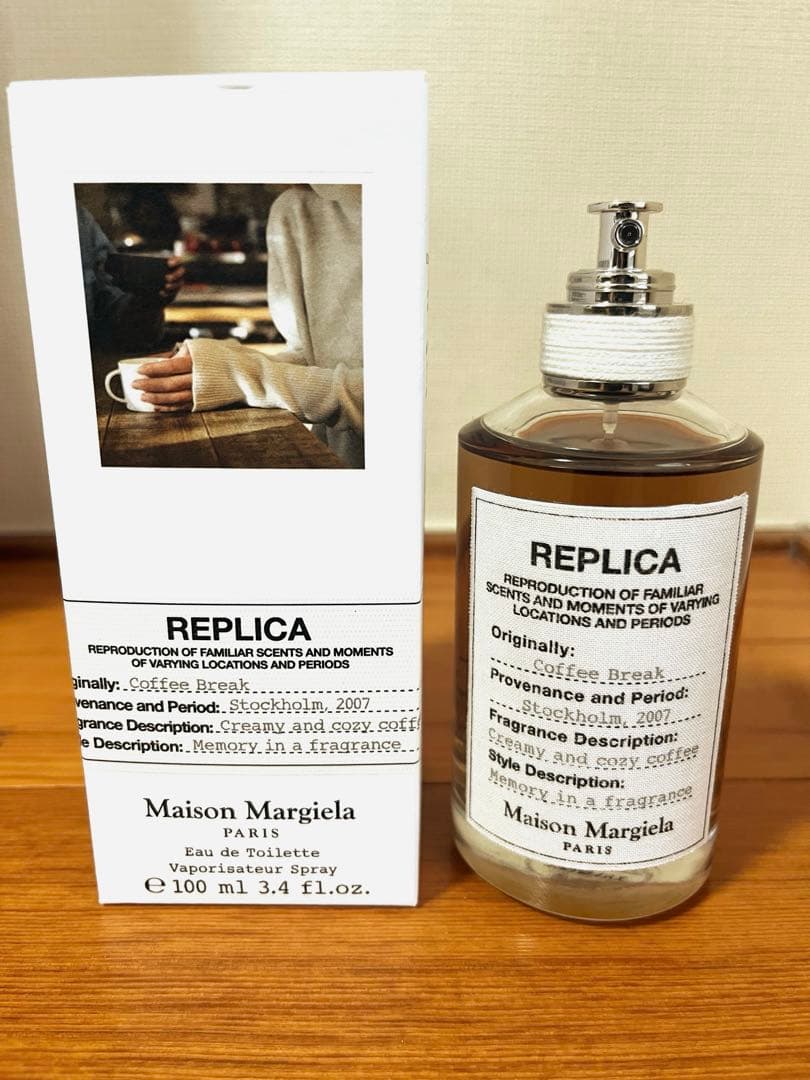 REPLICA
REPRODUCTION OF FAMILIAR SCENTS AND MOMENTS
OF VARYING LOCATIONS AND PERIODS
ginally: Coffee Break
venance and Period: Stockholm, 2007
grance Description: Creamy and cozy coff
e Description: Memory in a fragrance
Maison Margiela
PARIS
Eau de Toilette
Vaporisateur Spray
℮ 100 ml 3.4 fl.oz.
REPLICA
REPRODUCTION OF FAMILIAR
SCENTS AND MOMENTS OF VARYING
LOCATIONS AND PERIODS
Originally:
Coffee Break
Provenance and Period:
Stockholm, 2007
Fragrance Description:
Creamy and cozy coffee
Style Description:
Memory in a fragrance
Maison Margiela
PARIS